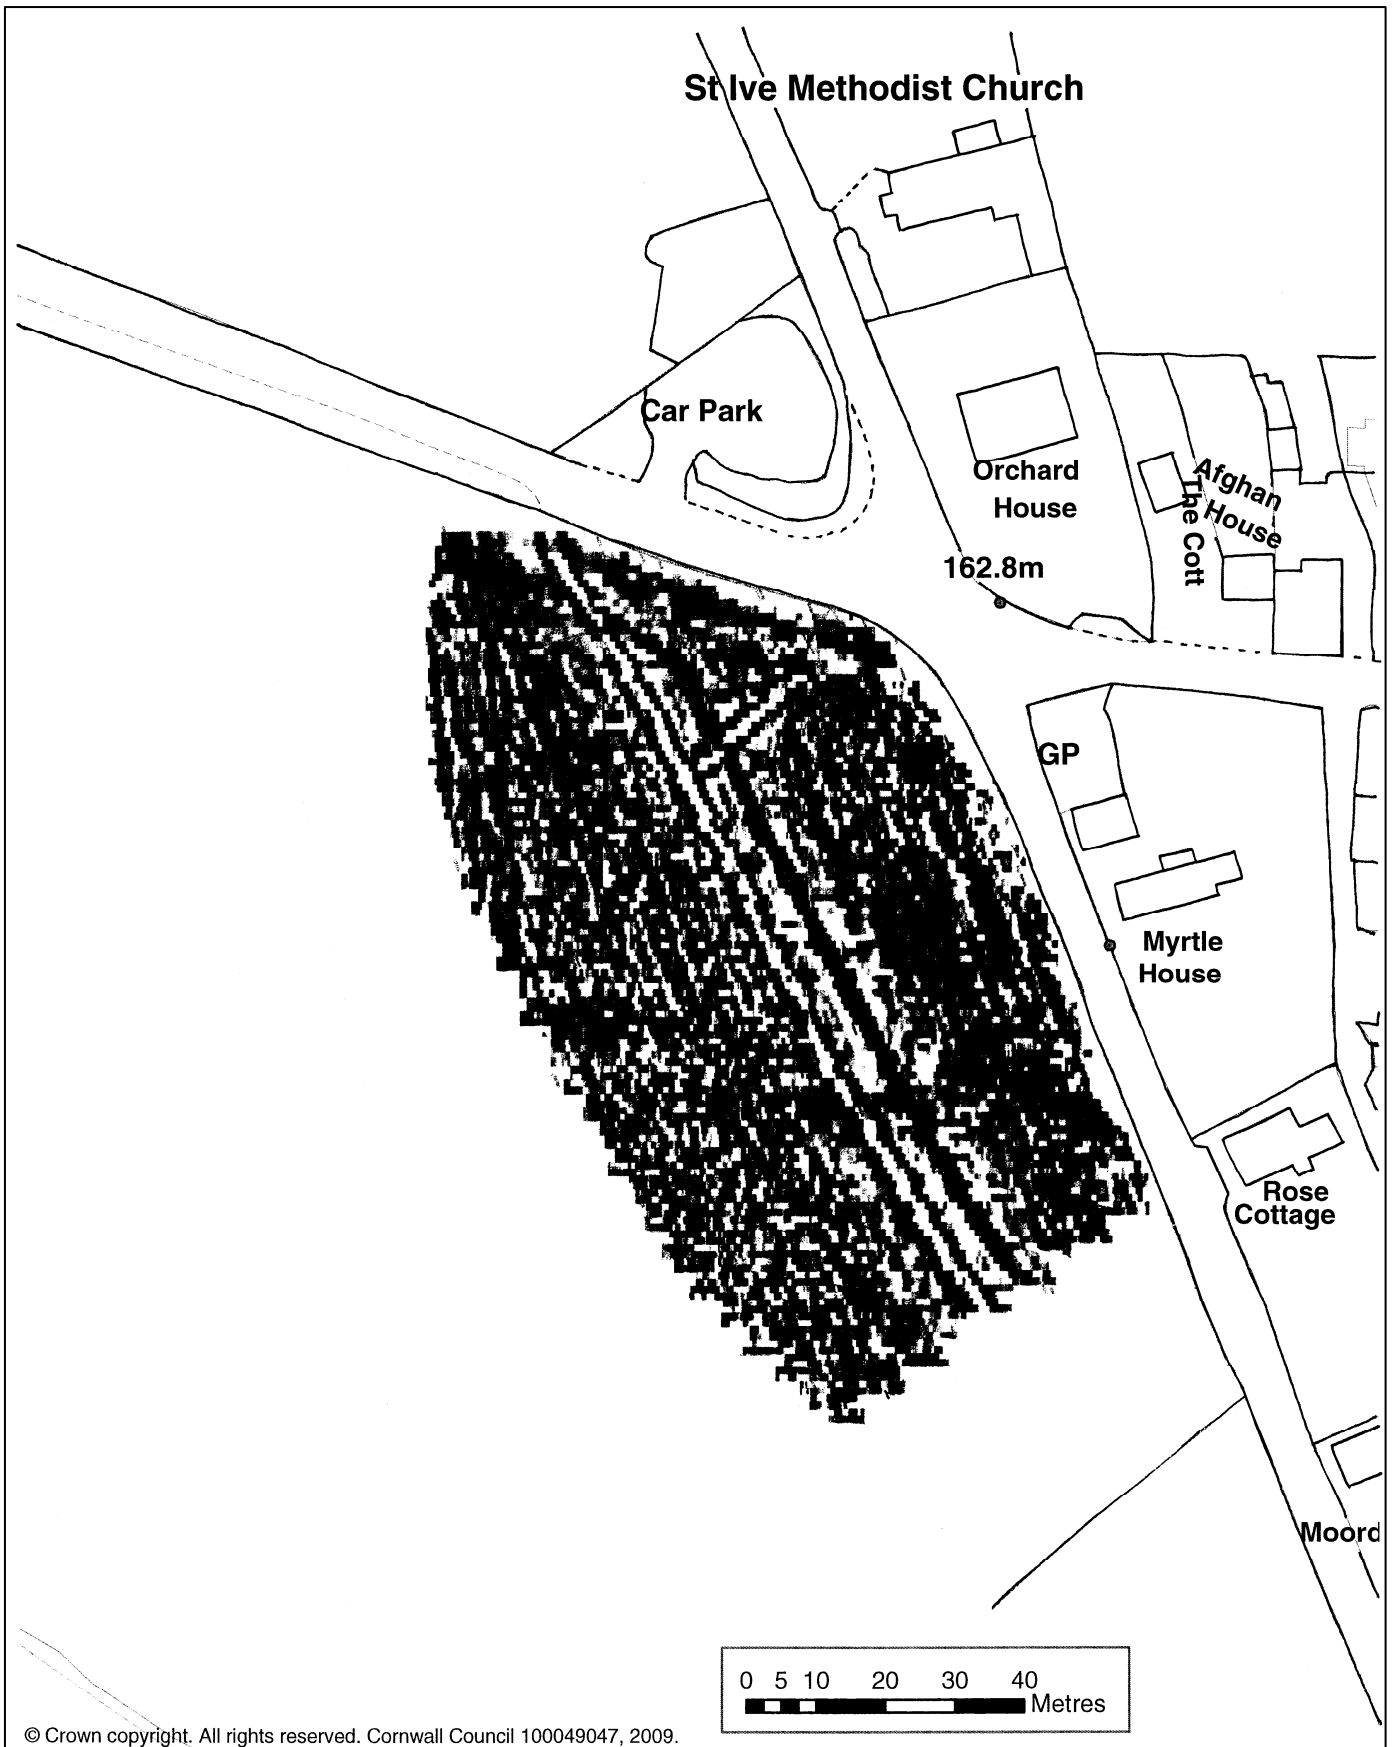 St Ive Methodist Church
Car Park
Orchard
House
Afghan
House
The Cott
162.8m
GP
Myrtle
House
Rose
Cottage
Moord
0 5 10 20 30 40
Metres
© Crown copyright. All rights reserved. Cornwall Council 100049047, 2009.